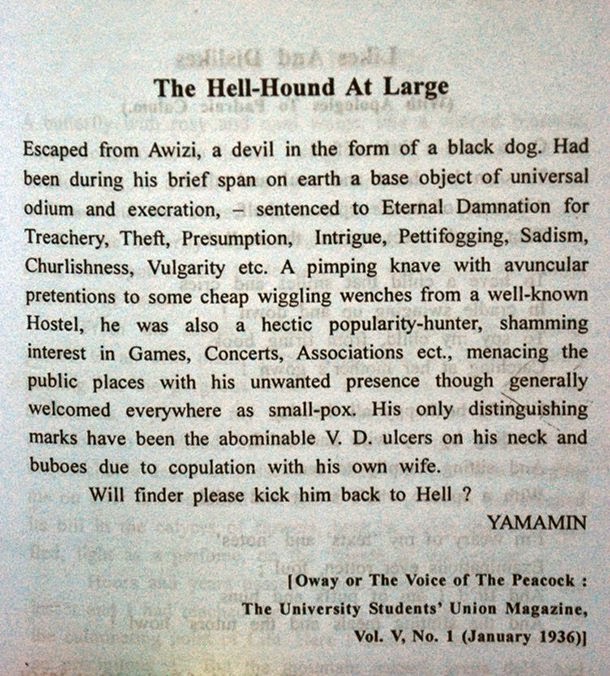 The Hell-Hound At Large
Escaped from Awizi, a devil in the form of a black dog. Had
been during his brief span on earth a base object of universal
odium and execration, – sentenced to Eternal Damnation for
Treachery, Theft, Presumption, Intrigue, Pettifogging, Sadism,
Churlishness, Vulgarity etc. A pimping knave with avuncular
pretentions to some cheap wiggling wenches from a well-known
Hostel, he was also a hectic popularity-hunter, shamming
interest in Games, Concerts, Associations ect., menacing the
public places with his unwanted presence though generally
welcomed everywhere as small-pox. His only distinguishing
marks have been the abominable V. D. ulcers on his neck and
buboes due to copulation with his own wife.
Will finder please kick him back to Hell ?
YAMAMIN
[Oway or The Voice of The Peacock :
The University Students' Union Magazine,
Vol. V, No. 1 (January 1936)]